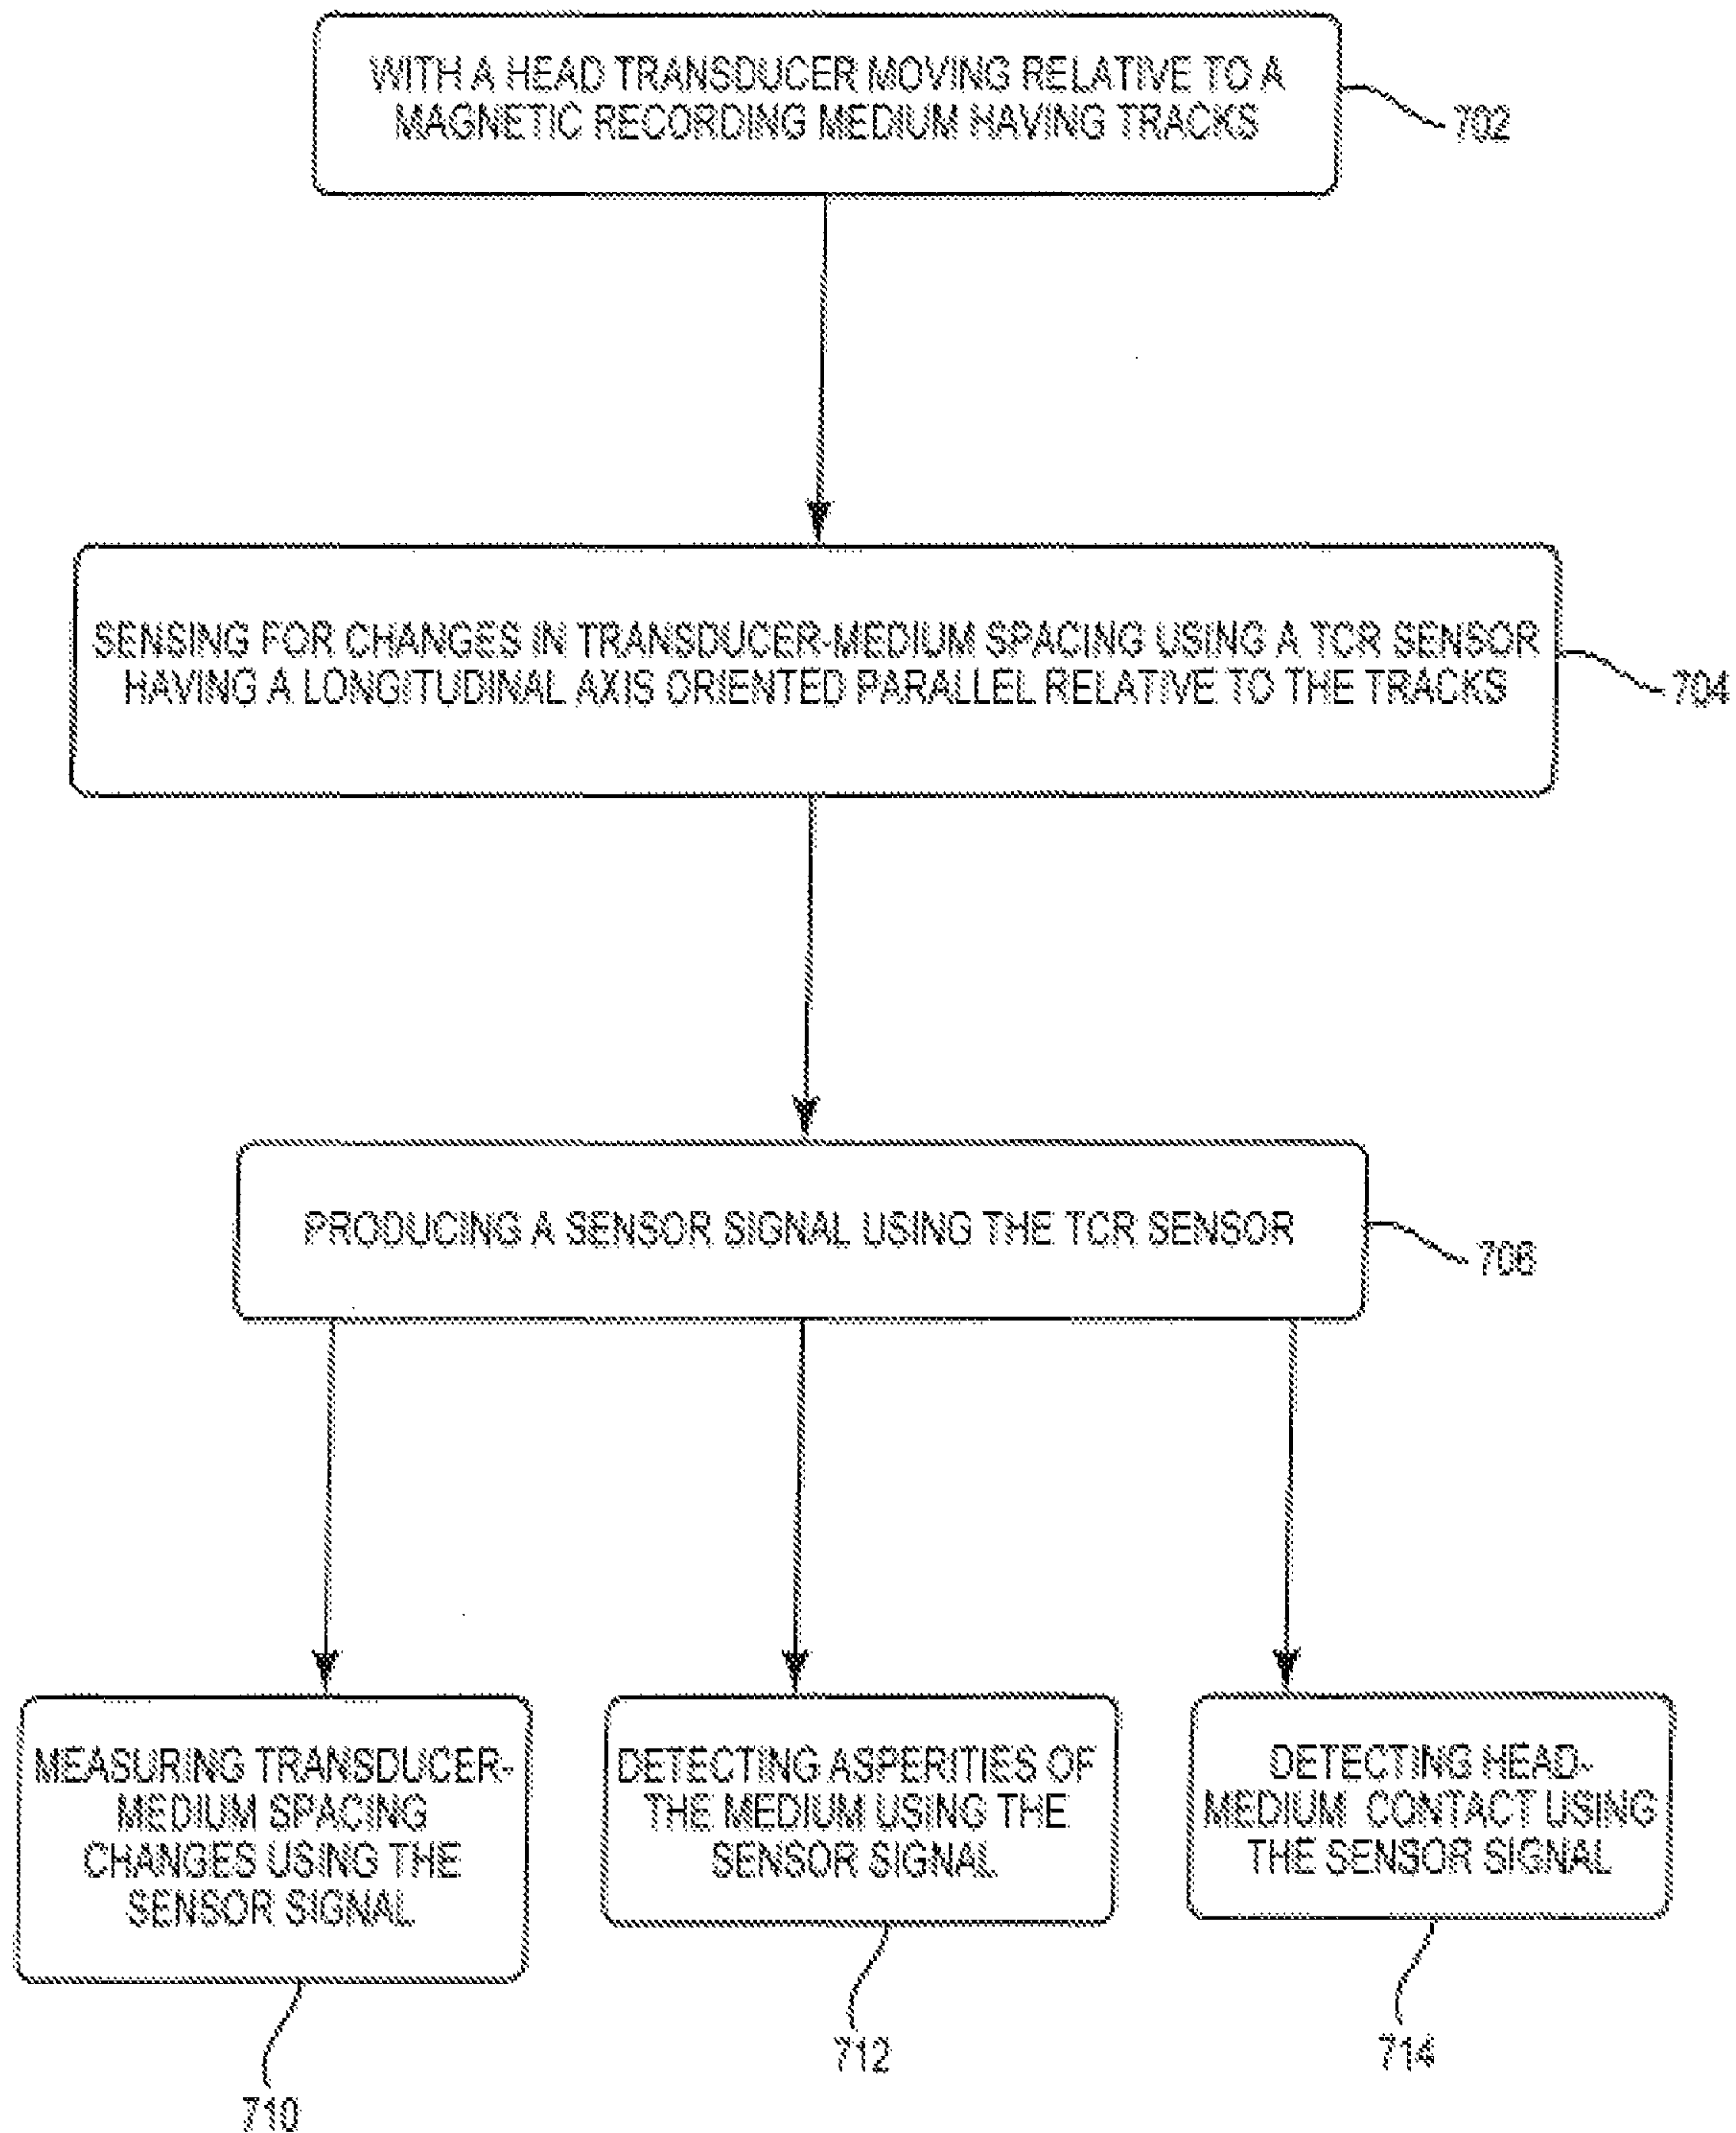 WITH A HEAD TRANSDUCER MOVING RELATIVE TO A
MAGNETIC RECORDING MEDIUM HAVING TRACKS
702
SENSING FOR CHANGES IN TRANSDUCER-MEDIUM SPACING USING A TCR SENSOR
HAVING A LONGITUDINAL AXIS ORIENTED PARALLEL RELATIVE TO THE TRACKS
704
PRODUCING A SENSOR SIGNAL USING THE TCR SENSOR
706
MEASURING TRANSDUCER-
MEDIUM SPACING
CHANGES USING THE
SENSOR SIGNAL
710
DETECTING ASPERITIES OF
THE MEDIUM USING THE
SENSOR SIGNAL
712
DETECTING HEAD-
MEDIUM CONTACT USING
THE SENSOR SIGNAL
714